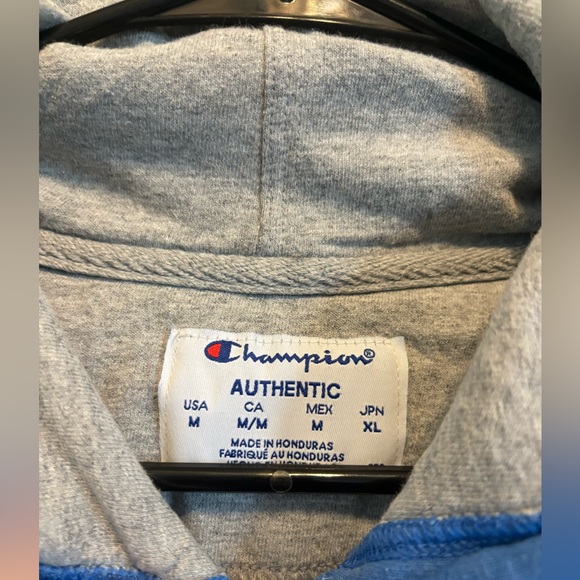 Champion®
AUTHENTIC
USA CA MEX JPN
M M/M M XL
MADE IN HONDURAS
FABRIQUÉ AU HONDURAS